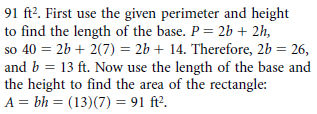 91 ft². First use the given perimeter and height
to find the length of the base. P = 2b + 2h,
so 40 = 2b + 2(7) = 2b + 14. Therefore, 2b = 26,
and b = 13 ft. Now use the length of the base and
the height to find the area of the rectangle:
A = bh = (13)(7) = 91 ft².